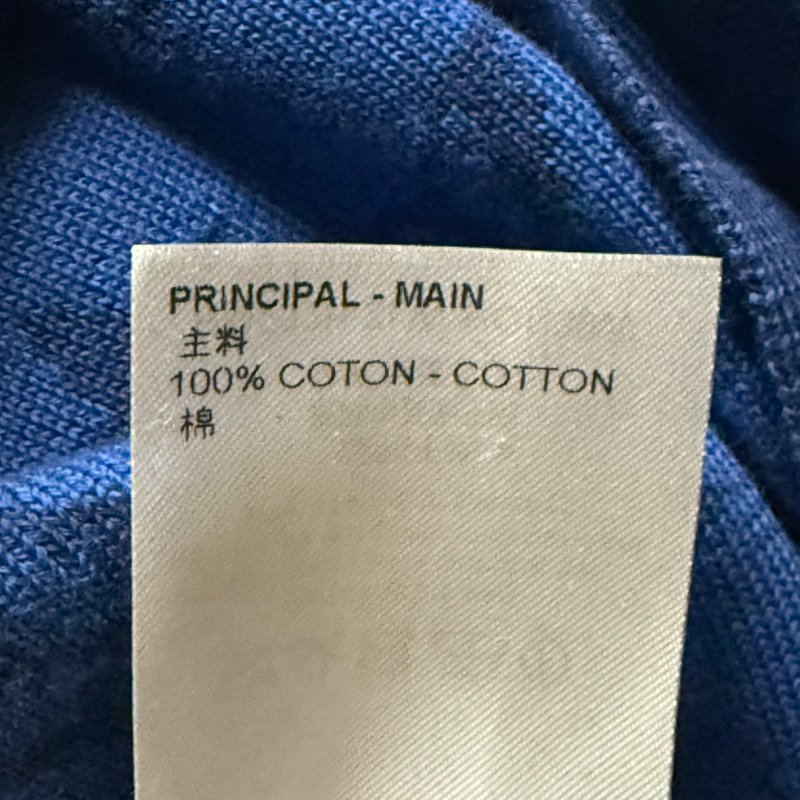 PRINCIPAL - MAIN
主料
100% COTON - COTTON
棉